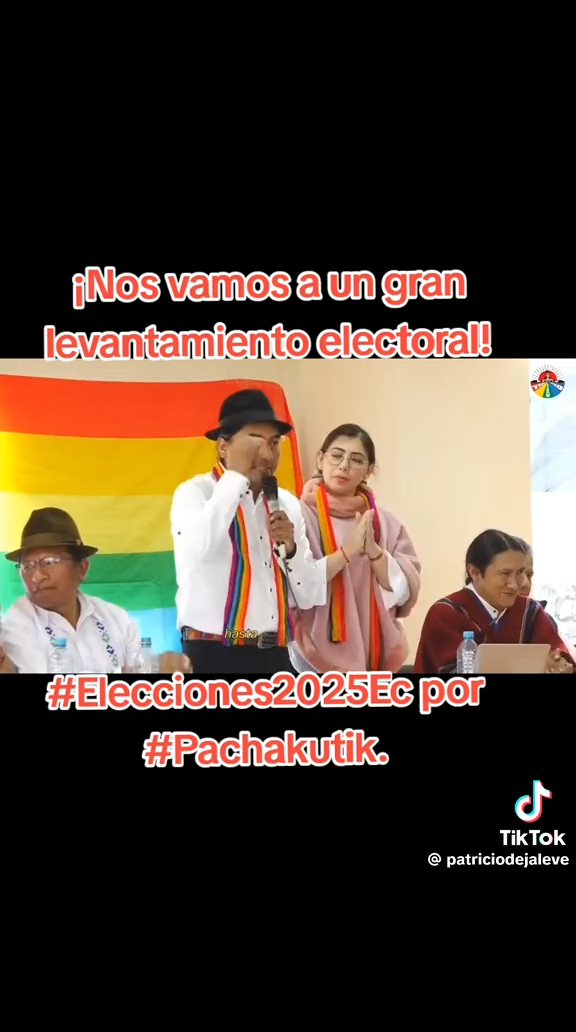 ¡Nos vamos a un gran
levantamiento electoral!
hasta
#Elecciones2025Ec por
#Pachakutik.
TikTok
@ patriciodejaleve